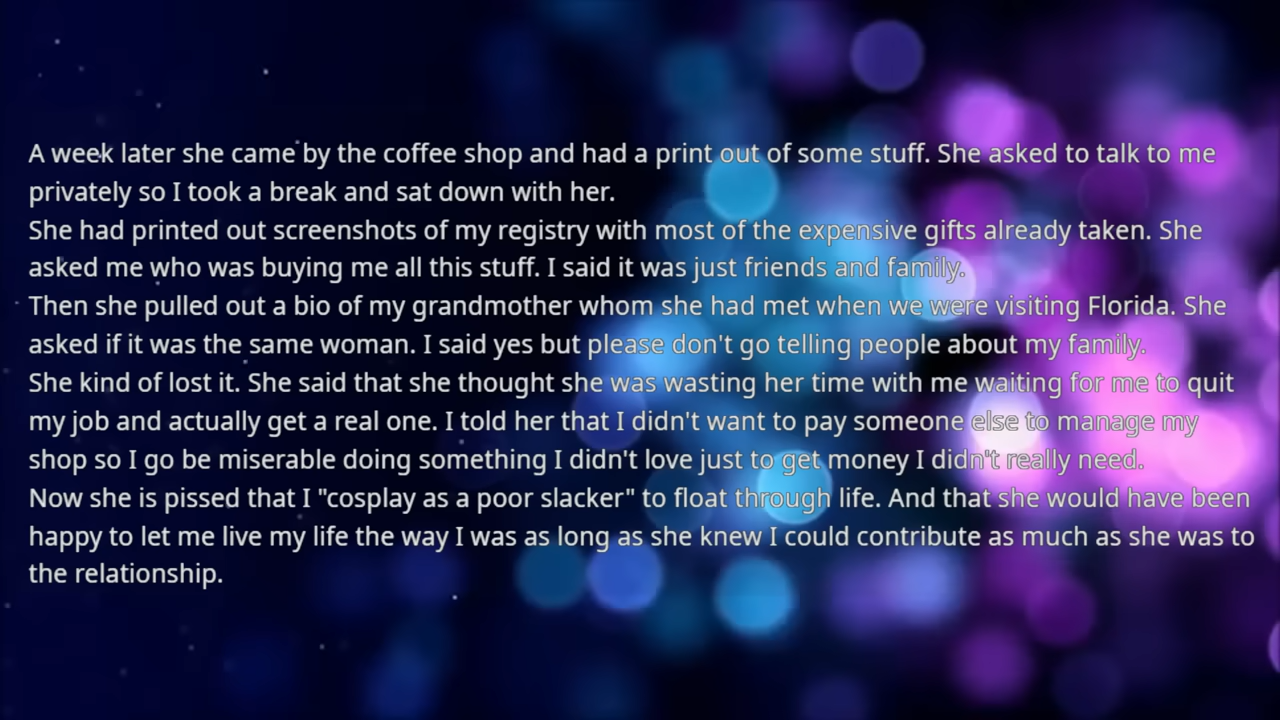 A week later she came by the coffee shop and had a print out of some stuff. She asked to talk to me
privately so I took a break and sat down with her.
She had printed out screenshots of my registry with most of the expensive gifts already taken. She
asked me who was buying me all this stuff. I said it was just friends and family.
Then she pulled out a bio of my grandmother whom she had met when we were visiting Florida. She
asked if it was the same woman. I said yes but please don't go telling people about my family.
She kind of lost it. She said that she thought she was wasting her time with me waiting for me to quit
my job and actually get a real one. I told her that I didn't want to pay someone else to manage my
shop so I go be miserable doing something I didn't love just to get money I didn't really need.
Now she is pissed that I "cosplay as a poor slacker" to float through life. And that she would have been
happy to let me live my life the way I was as long as she knew I could contribute as much as she was to
the relationship.